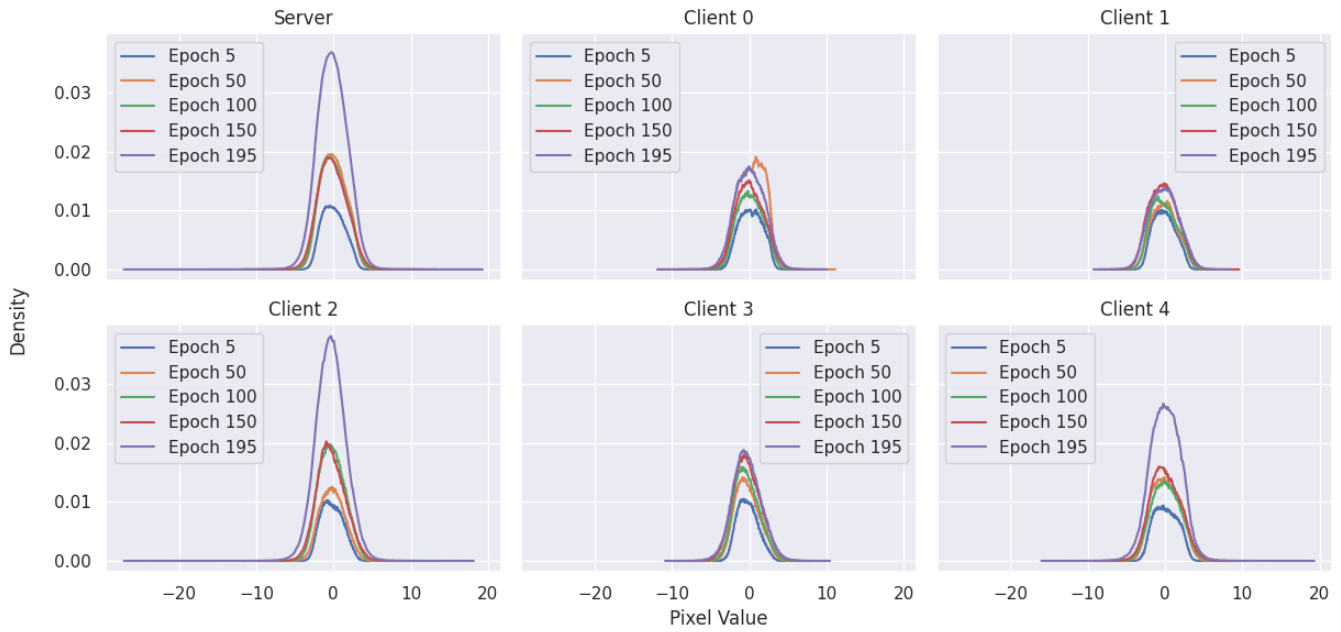 Server
Epoch 5
Epoch 50
Epoch 100
Epoch 150
Epoch 195
0.03
0.02
0.01
0.00
Client 0
Epoch 5
Epoch 50
Epoch 100
Epoch 150
Epoch 195
Client 1
Epoch 5
Epoch 50
Epoch 100
Epoch 150
Epoch 195
Density
Client 2
Epoch 5
Epoch 50
Epoch 100
Epoch 150
Epoch 195
0.03
0.02
0.01
0.00
−20 −10 0 10 20
Client 3
Epoch 5
Epoch 50
Epoch 100
Epoch 150
Epoch 195
−20 −10 0 10 20
Client 4
Epoch 5
Epoch 50
Epoch 100
Epoch 150
Epoch 195
−20 −10 0 10 20
Pixel Value